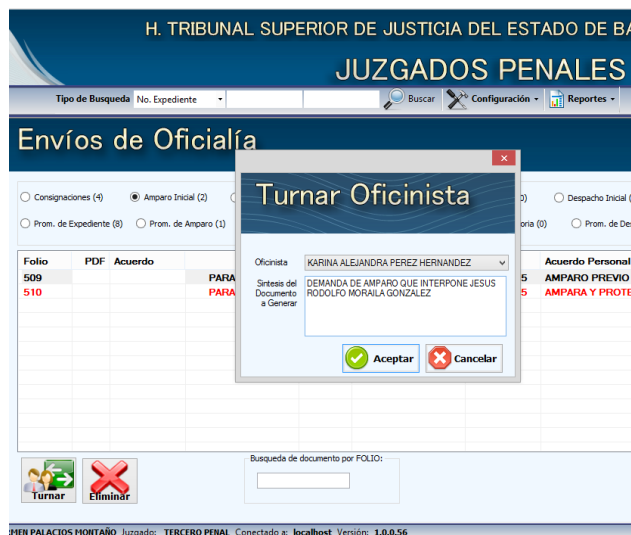 H. TRIBUNAL SUPERIOR DE JUSTICIA DEL ESTADO DE
JUZGADOS PENALES
Tipo de Busqueda No. Expediente Buscar Configuración Reportes
Envíos de Oficialía
Consignaciones (4) Amparo Inicial (2) Despacho Inicial
Prom. de Expediente (8) Prom. de Amparo (1) (0) Prom. de
Turnar Oficinista
Oficinista KARINA ALEJANDRA PEREZ HERNANDEZ
Sintesis del Documento a Generar
DEMANDA DE AMPARO QUE INTERPONE JESUS
RODOLFO MORAILA GONZALEZ
Aceptar Cancelar
Folio PDF Acuerdo Acuerdo Personal
509 PARA 5 AMPARO PREVIO
510 PARA 5 AMPARA Y
Turnar Eliminar
Busqueda de documento por FOLIO:
PALACIOS MONTAÑO Juzgado: TERCERO PENAL Conectado a: localhost Versión: 1.0.0.56